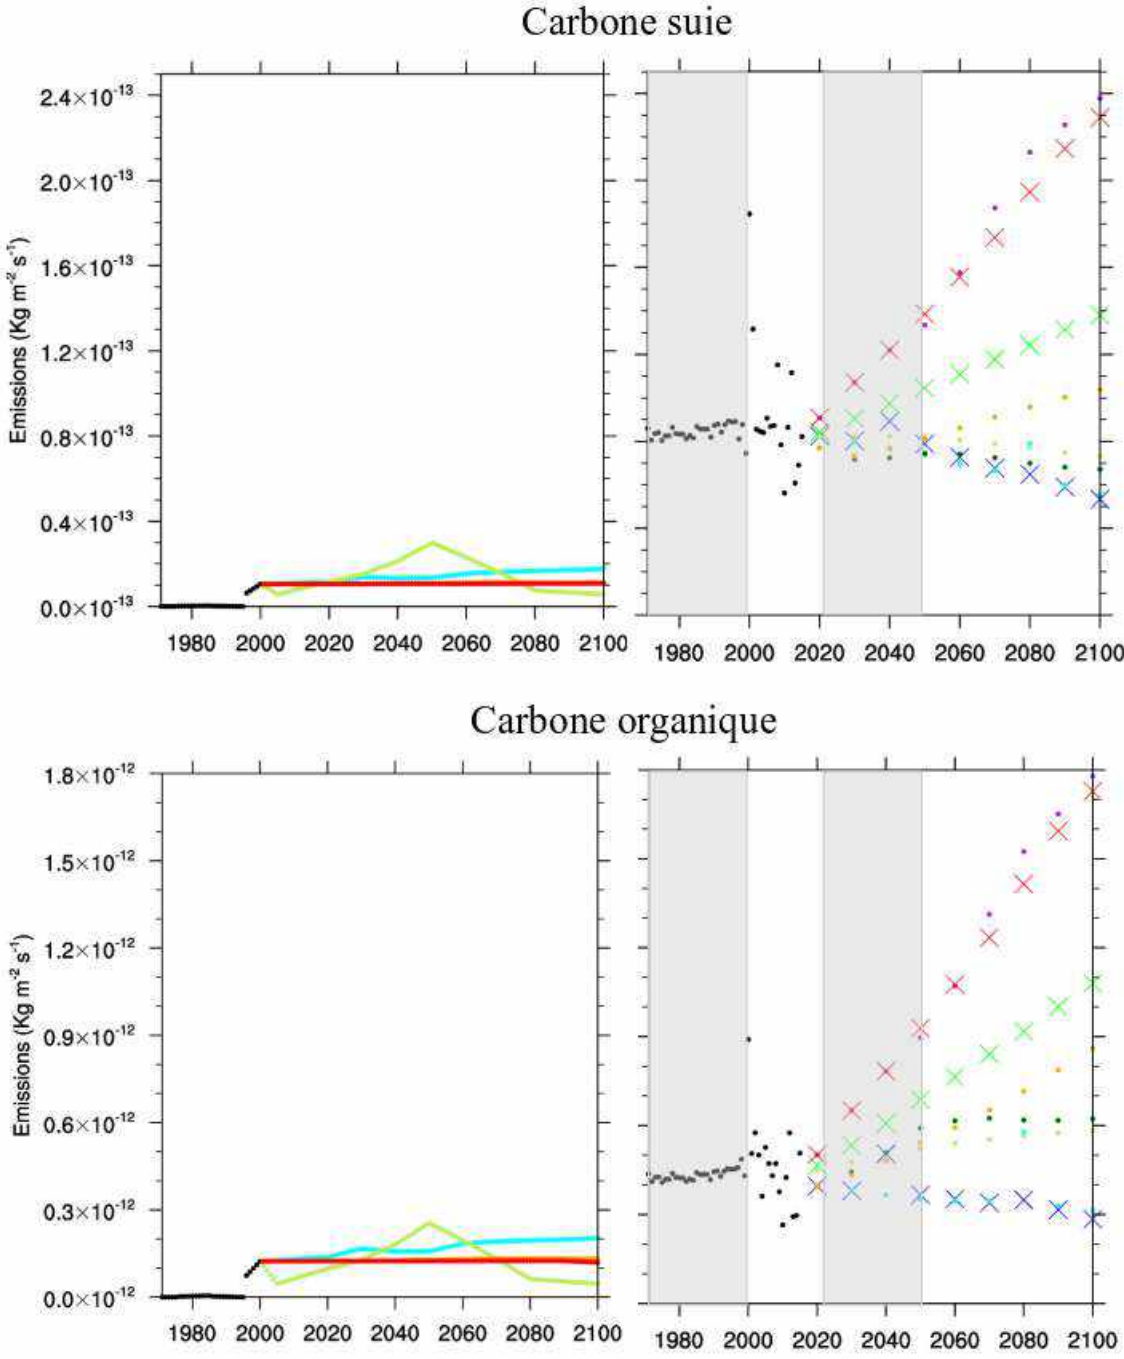 Carbone suie
Emissions (Kg m⁻² s⁻¹)
2.4×10⁻¹³
2.0×10⁻¹³
1.6×10⁻¹³
1.2×10⁻¹³
0.8×10⁻¹³
0.4×10⁻¹³
0.0×10⁻¹³
1980 2000 2020 2040 2060 2080 2100
1980 2000 2020 2040 2060 2080 2100
Carbone organique
Emissions (Kg m⁻² s⁻¹)
1.8×10⁻¹²
1.5×10⁻¹²
1.2×10⁻¹²
0.9×10⁻¹²
0.6×10⁻¹²
0.3×10⁻¹²
0.0×10⁻¹²
1980 2000 2020 2040 2060 2080 2100
1980 2000 2020 2040 2060 2080 2100